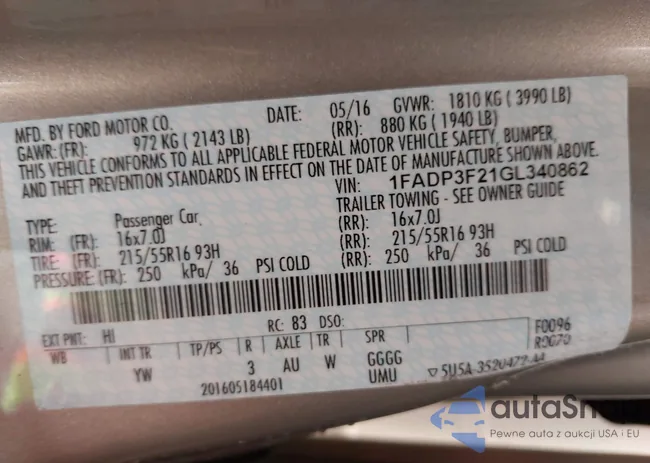 MFD. BY FORD MOTOR CO. DATE: 05/16 GVWR: 1810 KG ( 3990 LB)
GAWR: (FR): 972 KG ( 2143 LB) (RR): 880 KG ( 1940 LB)
THIS VEHICLE CONFORMS TO ALL APPLICABLE FEDERAL MOTOR VEHICLE SAFETY, BUMPER,
AND THEFT PREVENTION STANDARDS IN EFFECT ON THE DATE OF MANUFACTURE SHOWN ABOVE.
VIN: 1FADP3F21GL340862
TYPE: Passenger Car TRAILER TOWING - SEE OWNER GUIDE
RIM: (FR): 16x7.0J (RR): 16x7.0J
TIRE: (FR): 215/55R16 93H (RR): 215/55R16 93H
PRESSURE: (FR): 250 kPa/ 36 PSI COLD (RR): 250 kPa/ 36 PSI COLD
EXT PNT: HI RC: 83 DSO: F0096
WB INT TR TP/PS R AXLE TR SPR R0070
YW 3 AU W GGGG
201605184401 UMU 5U5A-3520472-AA
Pewne auta z aukcji USA i EU